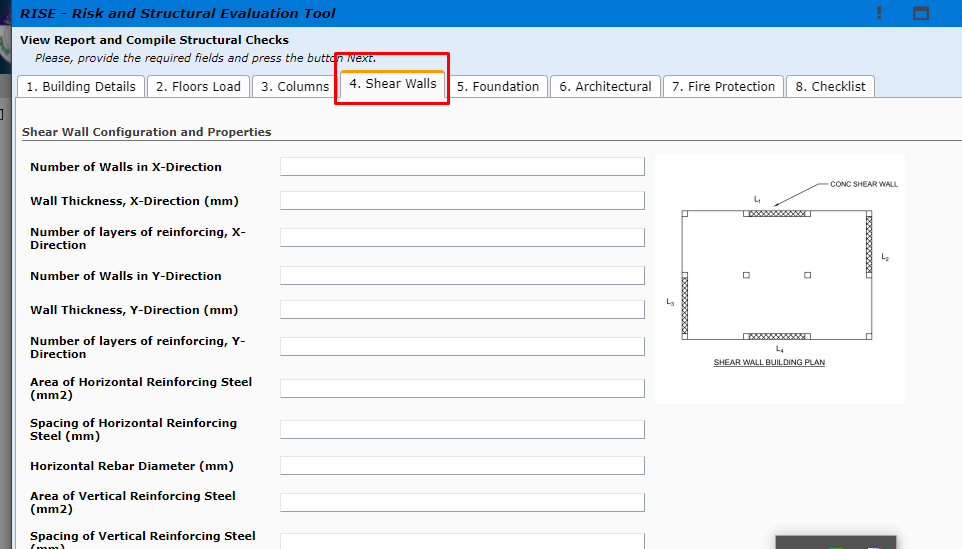 RISE - Risk and Structural Evaluation Tool
View Report and Compile Structural Checks
Please, provide the required fields and press the button Next.
1. Building Details 2. Floors Load 3. Columns 4. Shear Walls 5. Foundation 6. Architectural 7. Fire Protection 8. Checklist
Shear Wall Configuration and Properties
Number of Walls in X-Direction
Wall Thickness, X-Direction (mm)
Number of layers of reinforcing, X-
Direction
Number of Walls in Y-Direction
Wall Thickness, Y-Direction (mm)
Number of layers of reinforcing, Y-
Direction
Area of Horizontal Reinforcing Steel
(mm2)
Spacing of Horizontal Reinforcing
Steel (mm)
Horizontal Rebar Diameter (mm)
Area of Vertical Reinforcing Steel
(mm2)
Spacing of Vertical Reinforcing Steel
(mm)
CONC SHEAR WALL
L1
L2
L3
L4
SHEAR WALL BUILDING PLAN